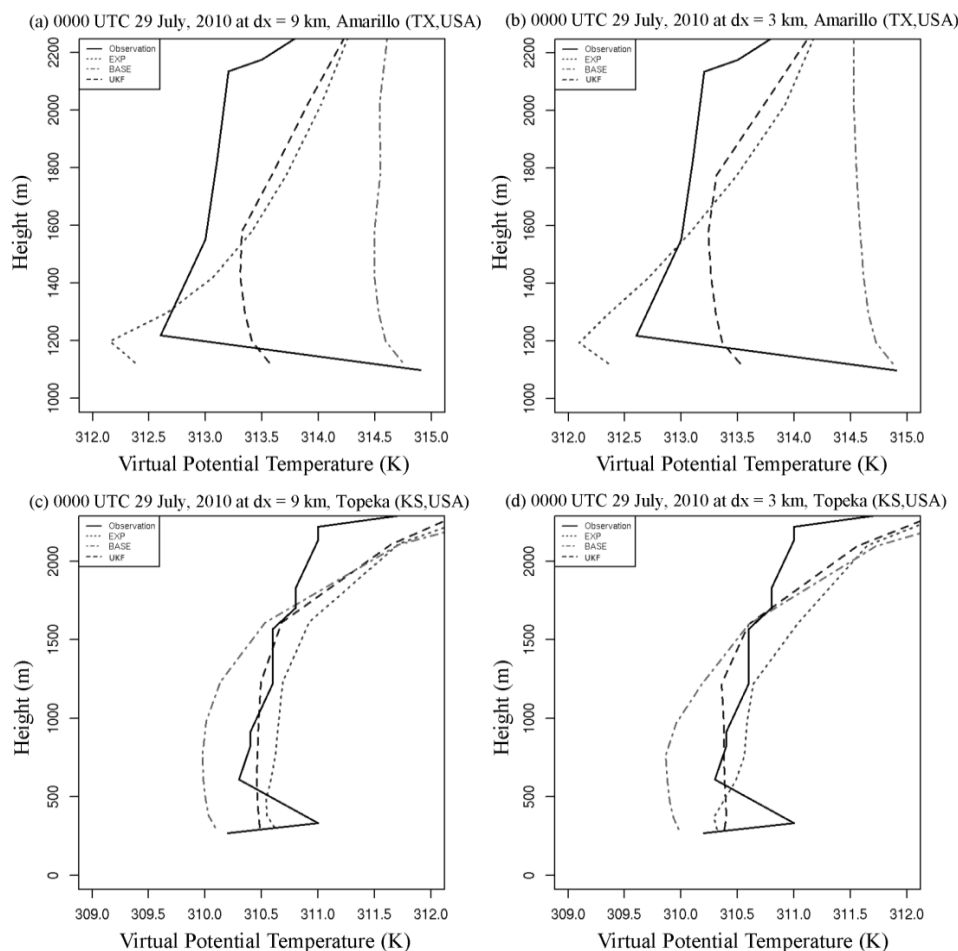 (a) 0000 UTC 29 July, 2010 at dx = 9 km, Amarillo (TX,USA)
Observation
EXP
BASE
UKF
2200
2000
1800
1600
1400
1200
1000
Height (m)
312.0 312.5 313.0 313.5 314.0 314.5 315.0
Virtual Potential Temperature (K)
(b) 0000 UTC 29 July, 2010 at dx = 3 km, Amarillo (TX,USA)
Observation
EXP
BASE
UKF
2200
2000
1800
1600
1400
1200
1000
Height (m)
312.0 312.5 313.0 313.5 314.0 314.5 315.0
Virtual Potential Temperature (K)
(c) 0000 UTC 29 July, 2010 at dx = 9 km, Topeka (KS,USA)
Observation
EXP
BASE
UKF
2000
1500
1000
500
0
Height (m)
309.0 309.5 310.0 310.5 311.0 311.5 312.0
Virtual Potential Temperature (K)
(d) 0000 UTC 29 July, 2010 at dx = 3 km, Topeka (KS,USA)
Observation
EXP
BASE
UKF
2000
1500
1000
500
0
Height (m)
309.0 309.5 310.0 310.5 311.0 311.5 312.0
Virtual Potential Temperature (K)